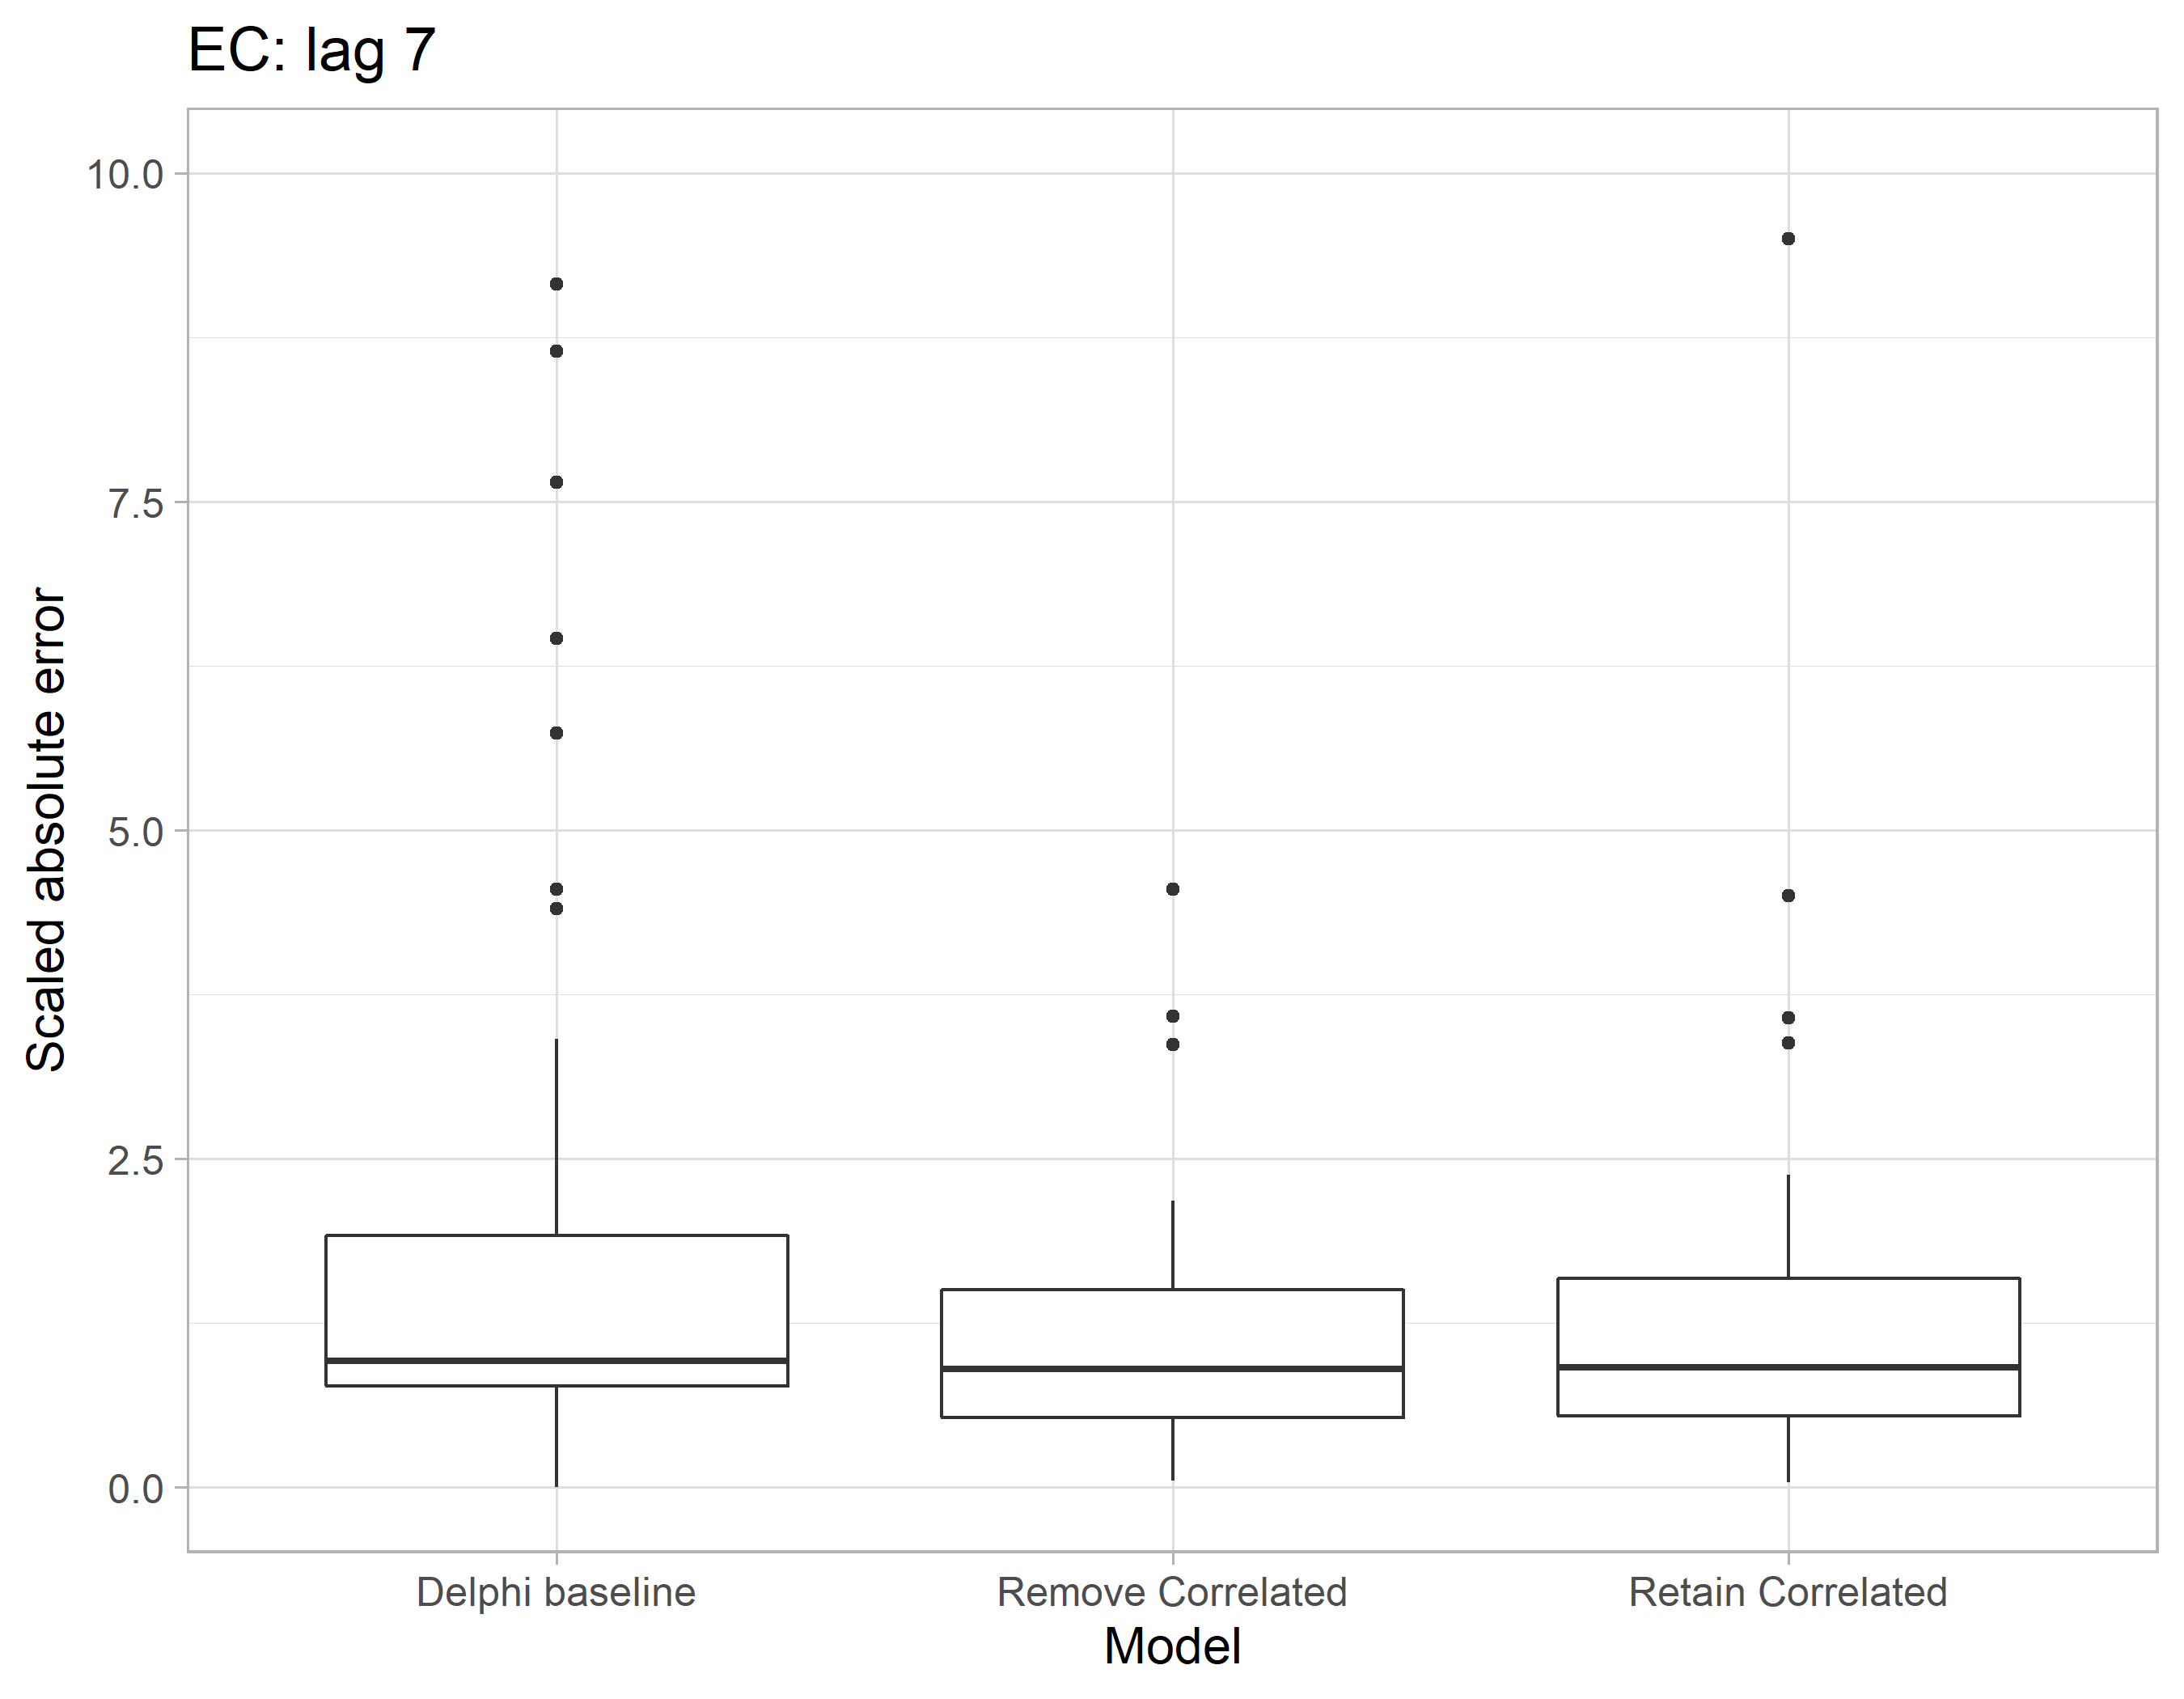 EC: lag 7
Scaled absolute error
10.0
7.5
5.0
2.5
0.0
Delphi baseline
Remove Correlated
Retain Correlated
Model